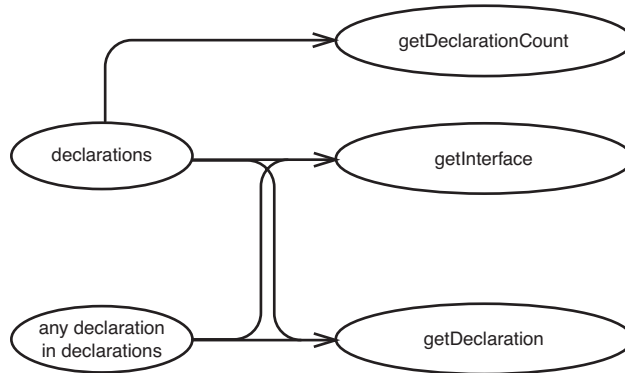 getDeclarationCount
declarations
getInterface
any declaration
in declarations
getDeclaration